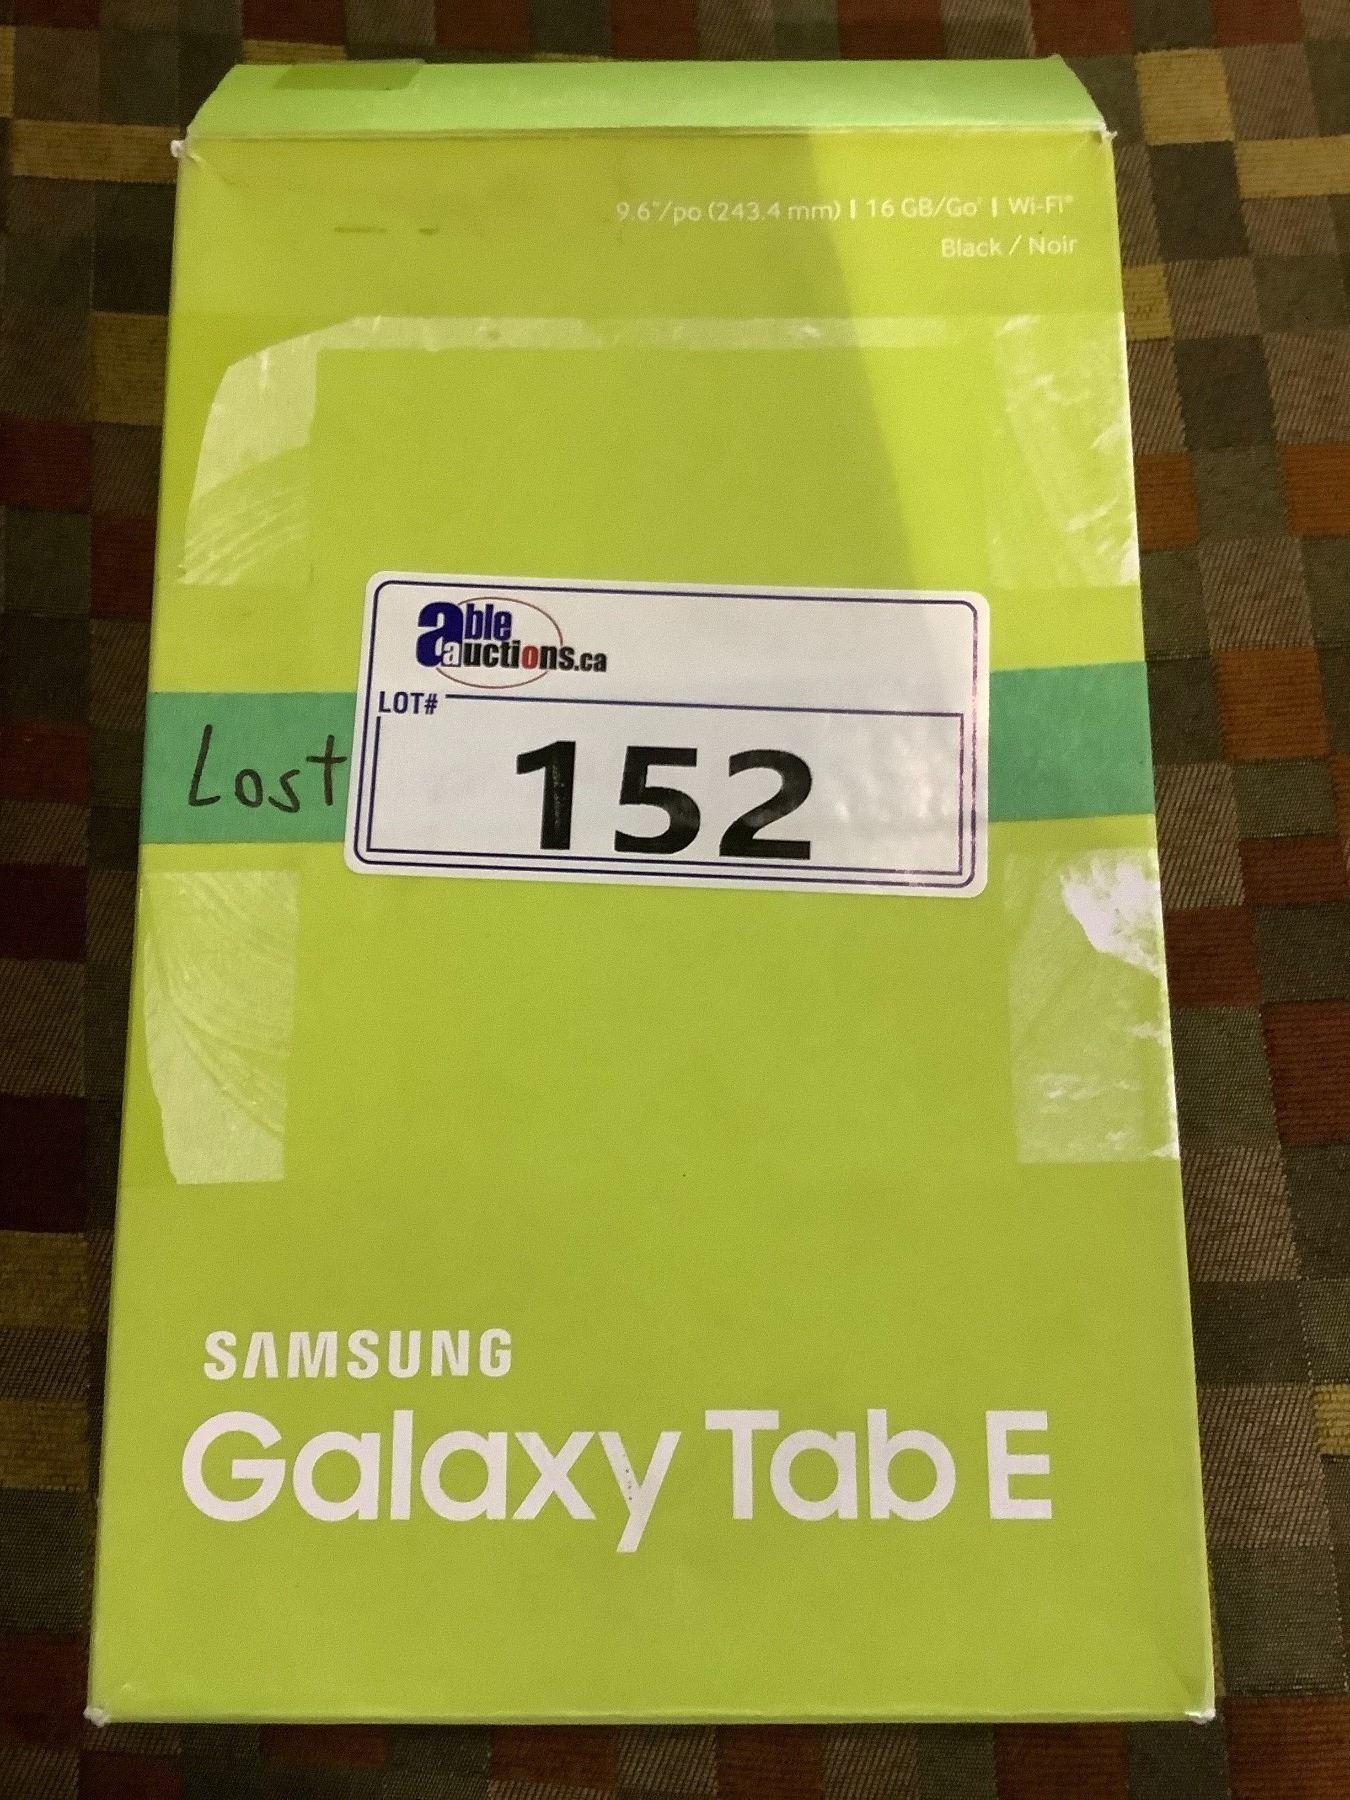 9.6"/po (243.4 mm) | 16 GB/Go¹ | Wi-Fi®
Black / Noir
able
auctions.ca
LOT#
Lost
152
SAMSUNG
Galaxy Tab E